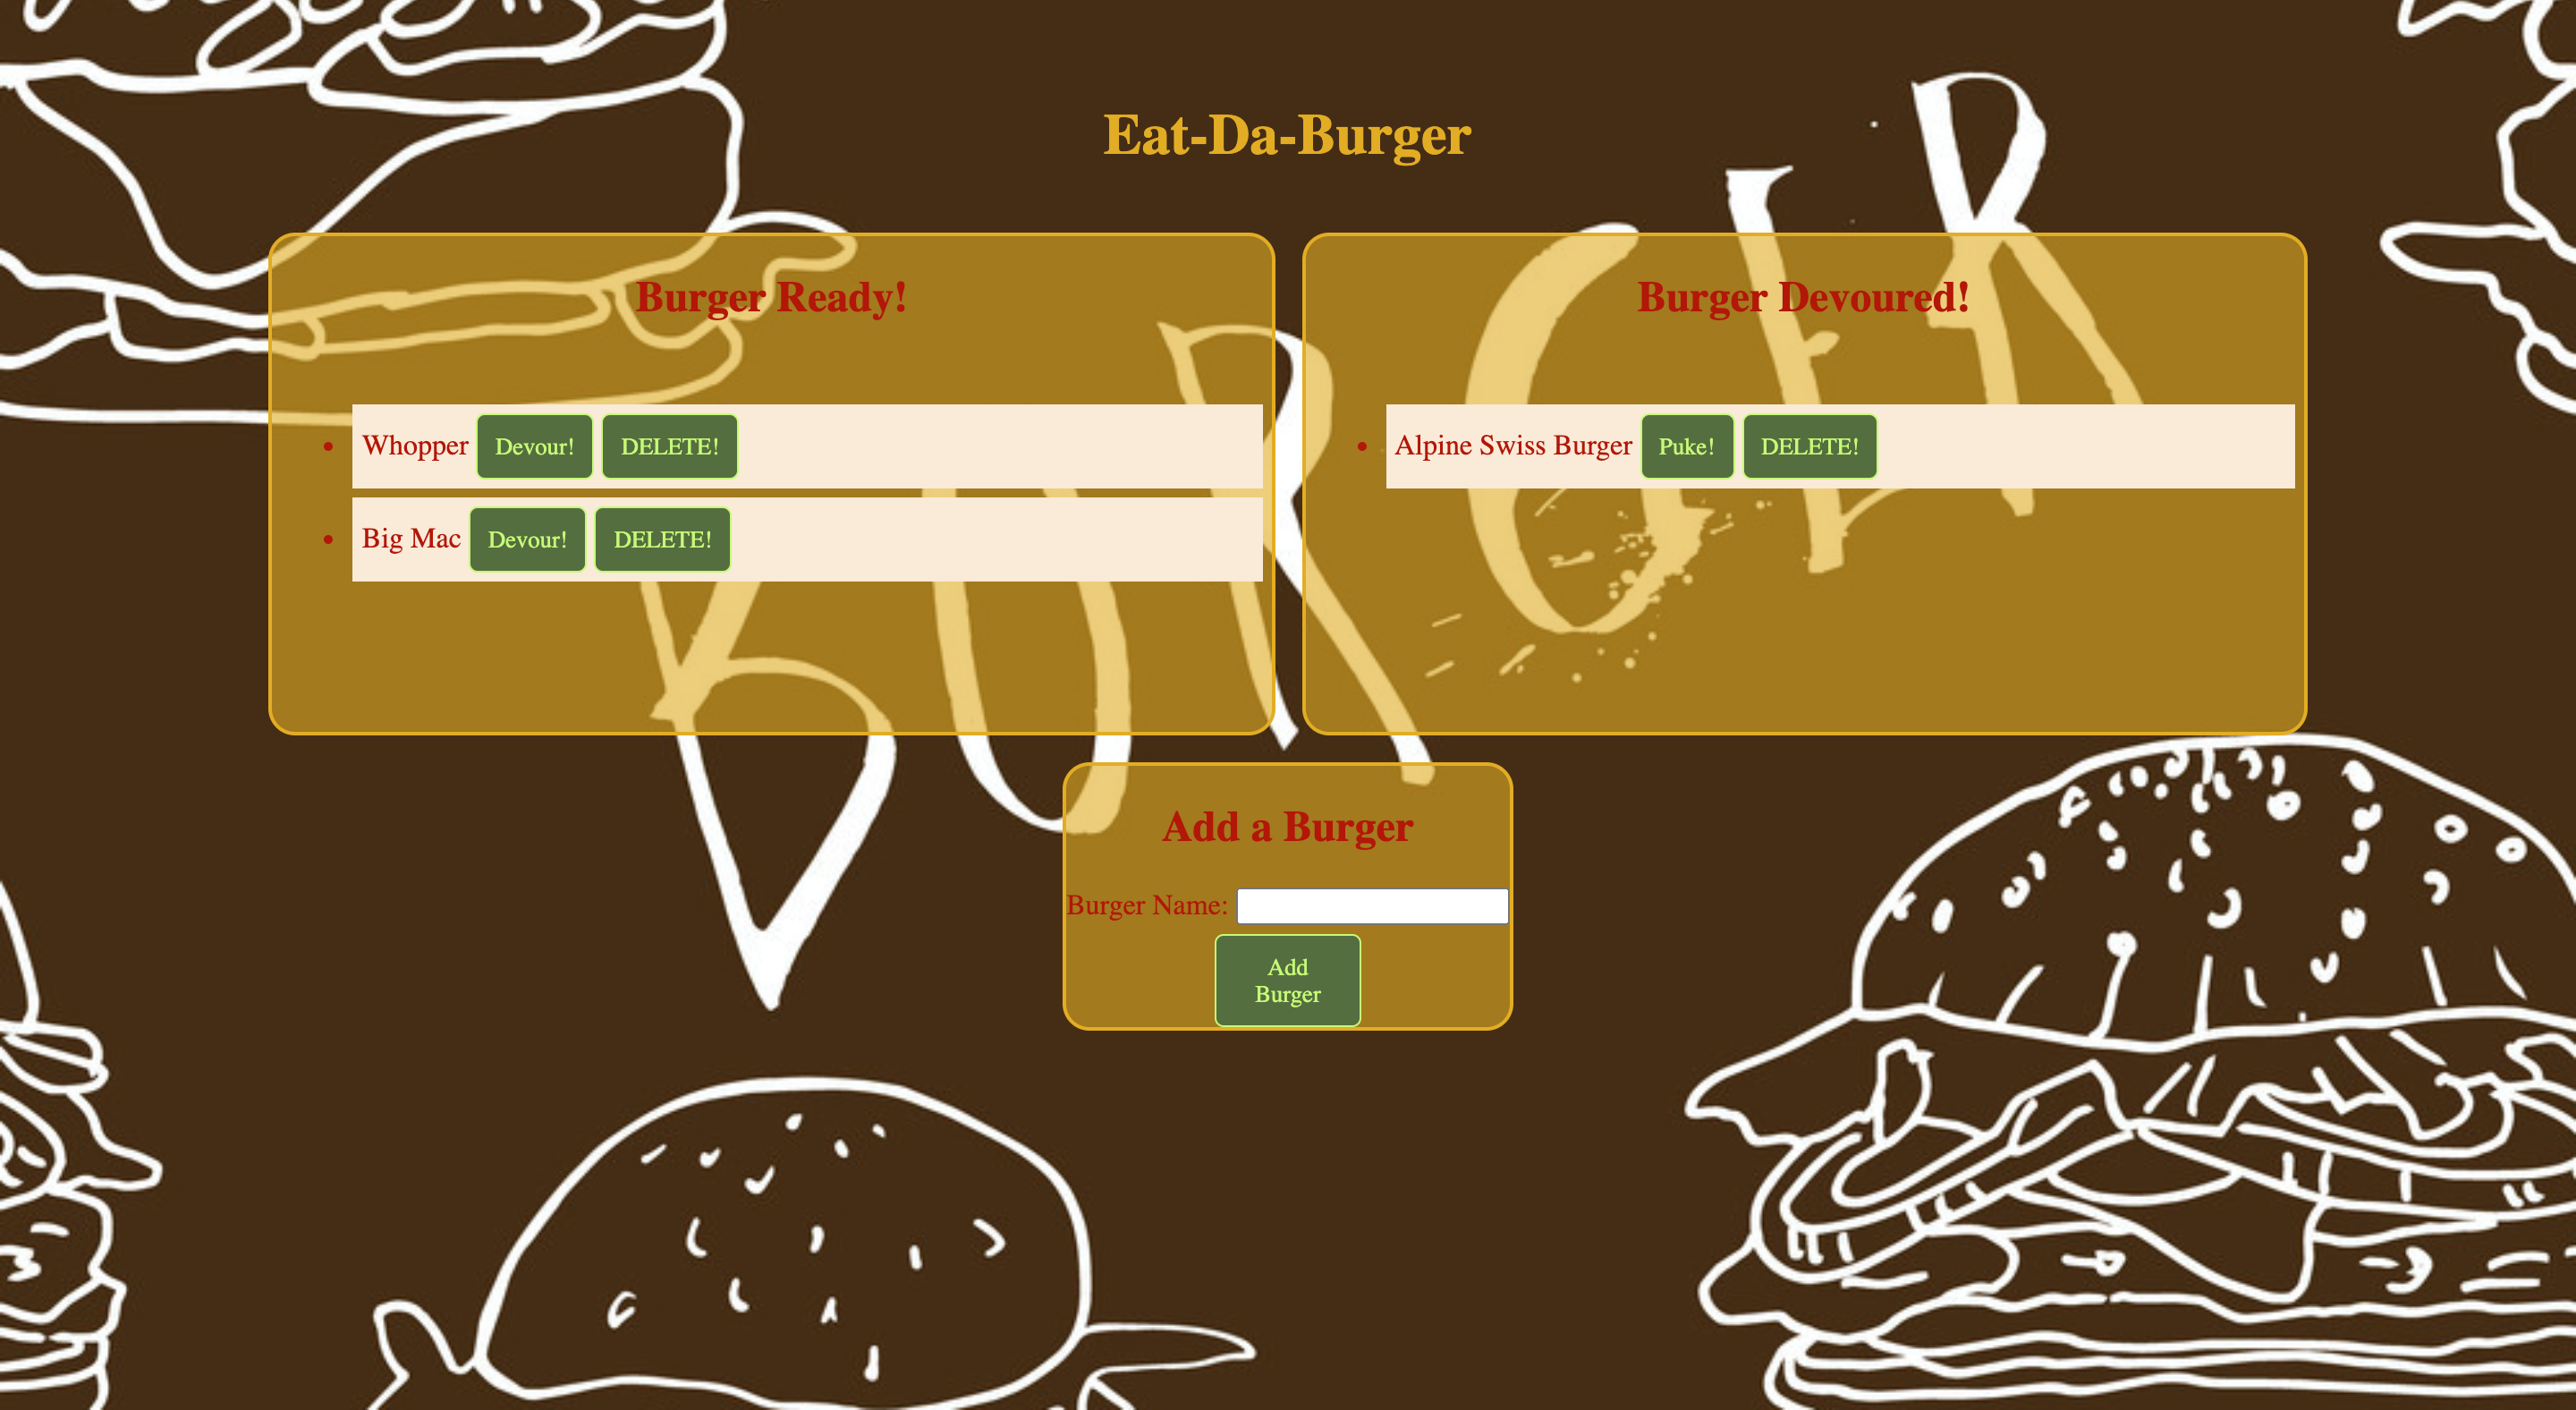 Eat-Da-Burger
Burger Ready!
Whopper Devour! DELETE!
Big Mac Devour! DELETE!
Burger Devoured!
Alpine Swiss Burger Puke! DELETE!
Add a Burger
Burger Name:
Add
Burger
BURGER